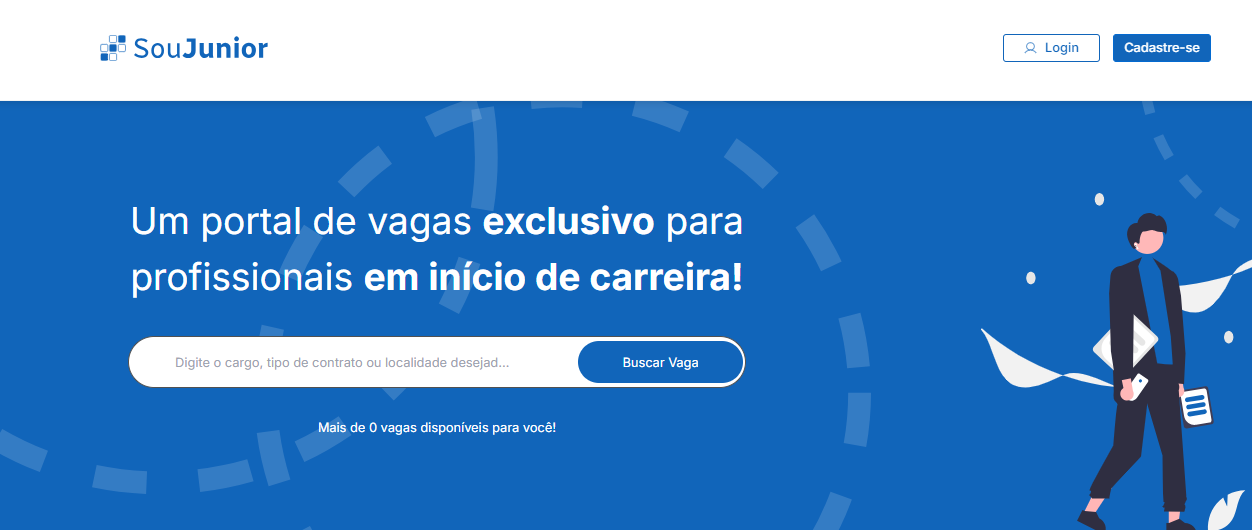 SouJunior
Login
Cadastre-se
Um portal de vagas exclusivo para
profissionais em início de carreira!
Digite o cargo, tipo de contrato ou localidade desejad...
Buscar Vaga
Mais de 0 vagas disponíveis para você!